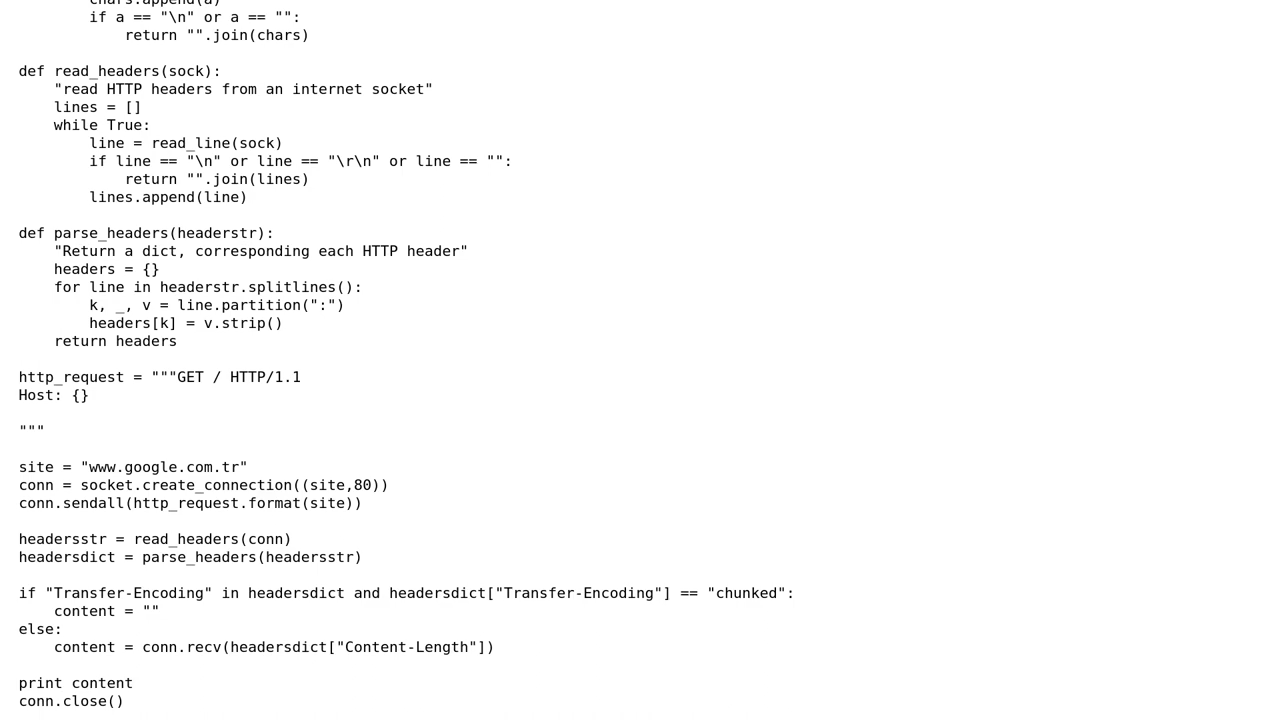 chars.append(a)
if a == "\n" or a == "":
return "".join(chars)
def read_headers(sock):
"read HTTP headers from an internet socket"
lines = []
while True:
line = read_line(sock)
if line == "\n" or line == "\r\n" or line == "":
return "".join(lines)
lines.append(line)
def parse_headers(headerstr):
"Return a dict, corresponding each HTTP header"
headers = {}
for line in headerstr.splitlines():
k, _, v = line.partition(":")
headers[k] = v.strip()
return headers
http_request = """GET / HTTP/1.1
Host: {}
"""
site = "www.google.com.tr"
conn = socket.create_connection((site,80))
conn.sendall(http_request.format(site))
headersstr = read_headers(conn)
headersdict = parse_headers(headersstr)
if "Transfer-Encoding" in headersdict and headersdict["Transfer-Encoding"] == "chunked":
content = ""
else:
content = conn.recv(headersdict["Content-Length"])
print content
conn.close()